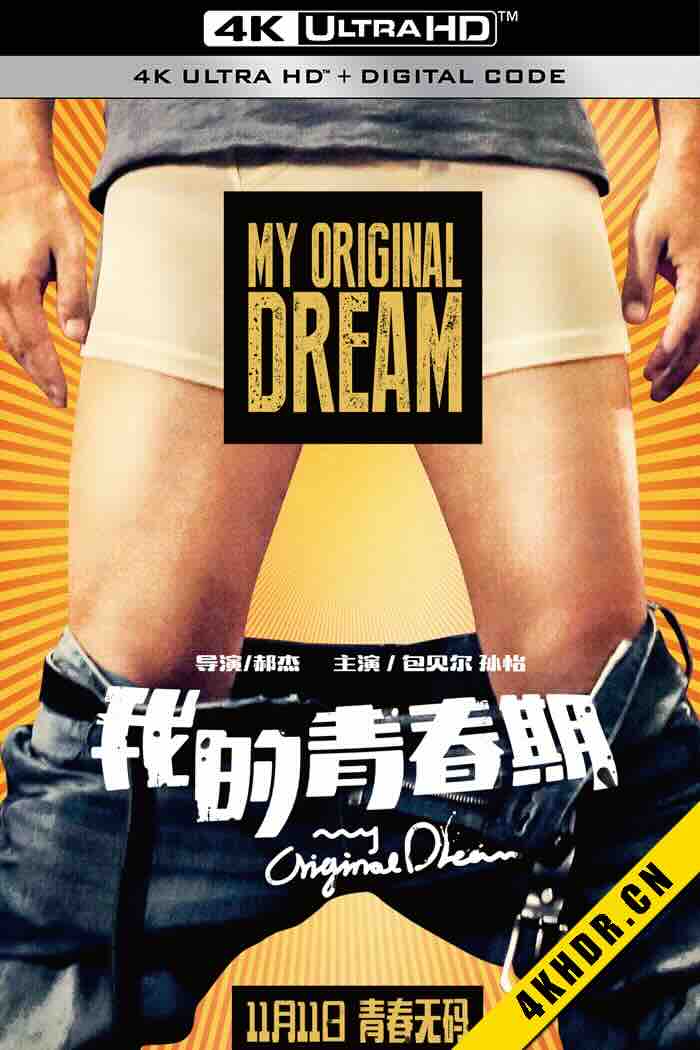 4K ULTRA HD™
4K ULTRA HD™ + DIGITAL CODE
MY ORIGINAL
DREAM
导演/郝杰 主演/包贝尔 孙怡
我的青春期
my
Original Dream
11月11日 青春无码
4KHDR.CN